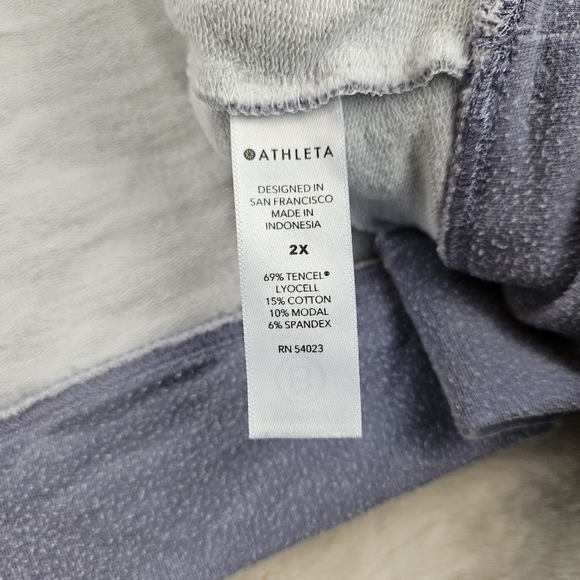 ATHLETA
DESIGNED IN
SAN FRANCISCO
MADE IN
INDONESIA
2X
69% TENCEL®
LYOCELL
15% COTTON
10% MODAL
6% SPANDEX
RN 54023
B